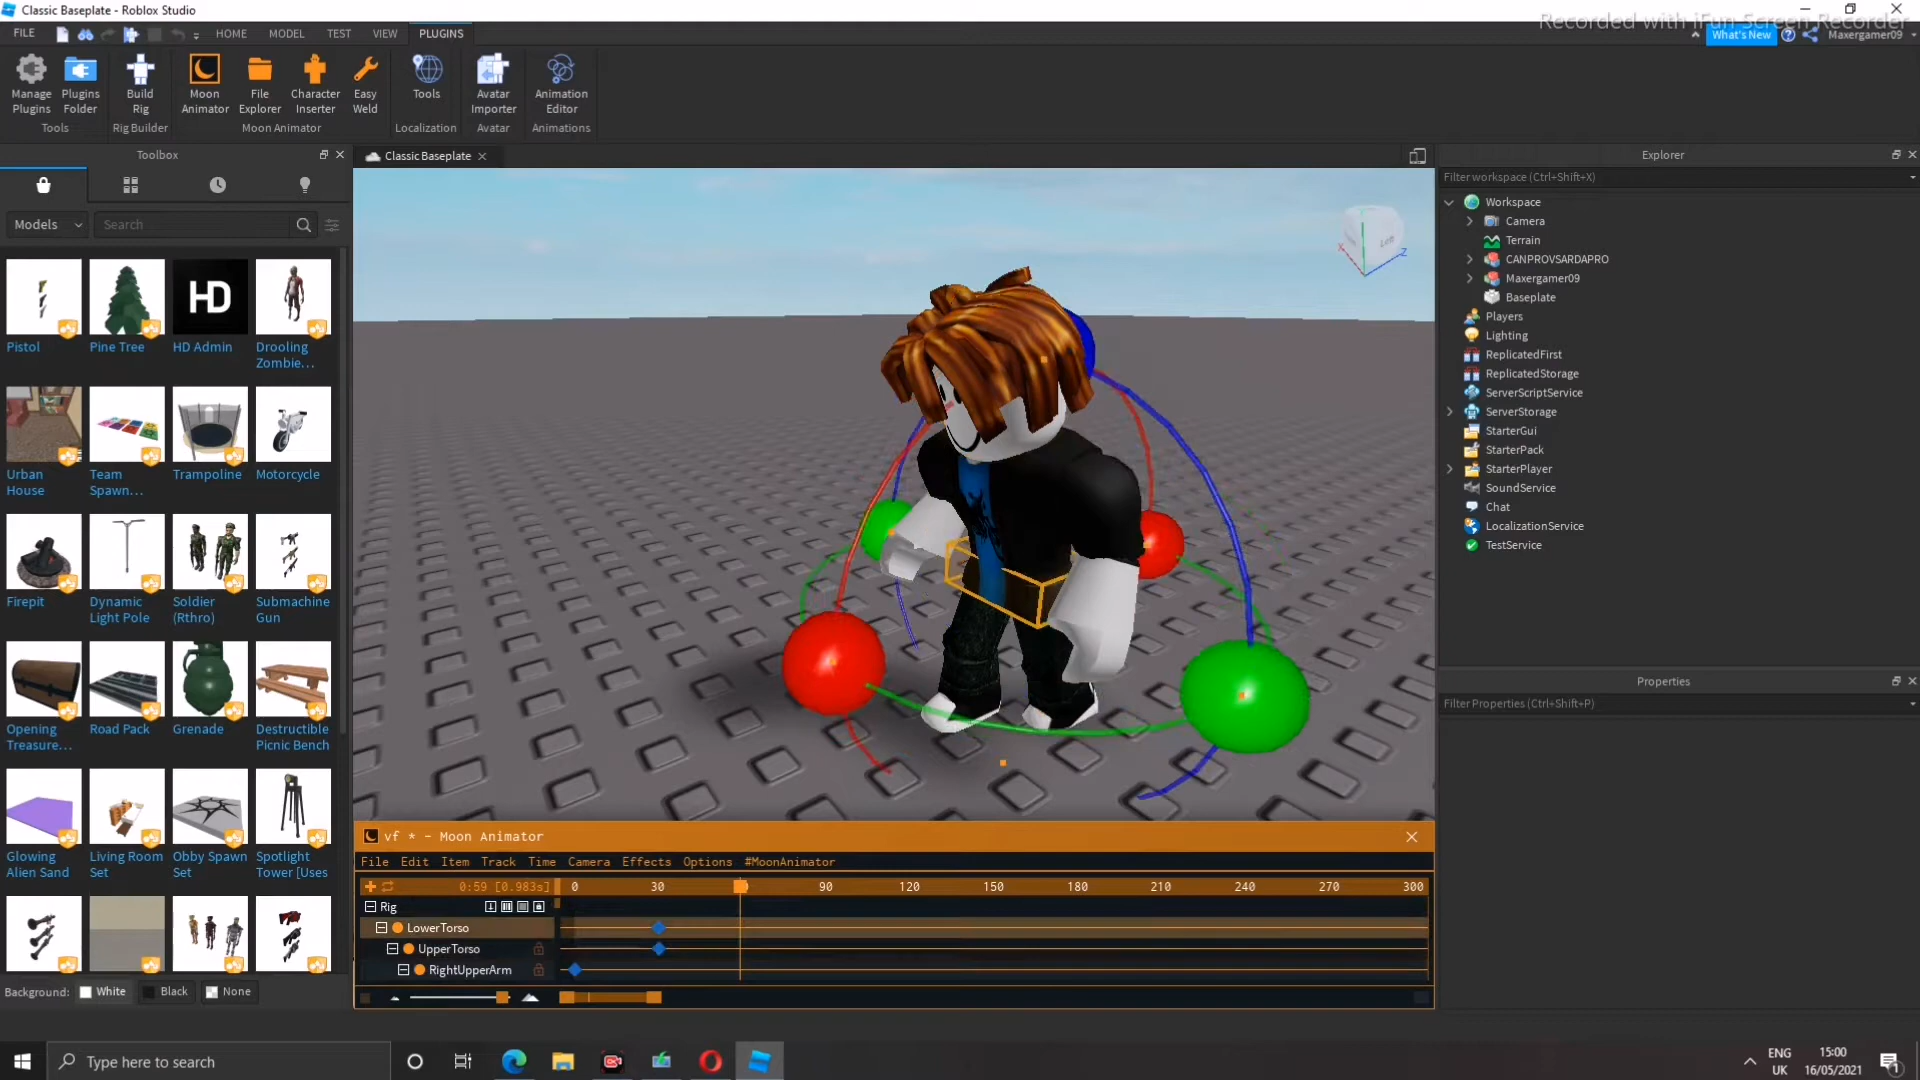 Classic Baseplate - Roblox Studio
Recorded with iFun Screen Recorder
FILE HOME MODEL TEST VIEW PLUGINS
What's New
Maxergamer09
Manage Plugins
Plugins Folder
Build Rig
Moon Animator
File Explorer
Character Inserter
Easy Weld
Tools
Avatar Importer
Animation Editor
Tools
Rig Builder
Moon Animator
Localization
Avatar
Animations
Toolbox
Classic Baseplate
Explorer
Filter workspace (Ctrl+Shift+X)
Models
Search
HD
Pistol
Pine Tree
HD Admin
Drooling Zombie...
Urban House
Team Spawn...
Trampoline
Motorcycle
Firepit
Dynamic Light Pole
Soldier (Rthro)
Submachine Gun
Opening Treasure...
Road Pack
Grenade
Destructible Picnic Bench
Glowing Alien Sand
Living Room Set
Obby Spawn Set
Spotlight Tower [Uses
Background: White Black None
X
Z
Left
Workspace
Camera
Terrain
CANPROVSARDAPRO
Maxergamer09
Baseplate
Players
Lighting
ReplicatedFirst
ReplicatedStorage
ServerScriptService
ServerStorage
StarterGui
StarterPack
StarterPlayer
SoundService
Chat
LocalizationService
TestService
Properties
Filter Properties (Ctrl+Shift+P)
vf * - Moon Animator
File Edit Item Track Time Camera Effects Options #MoonAnimator
0:59 [0.983s] 0 30 90 120 150 180 210 240 270 300
Rig
LowerTorso
UpperTorso
RightUpperArm
Type here to search
ENG
UK
15:00
16/05/2021
1